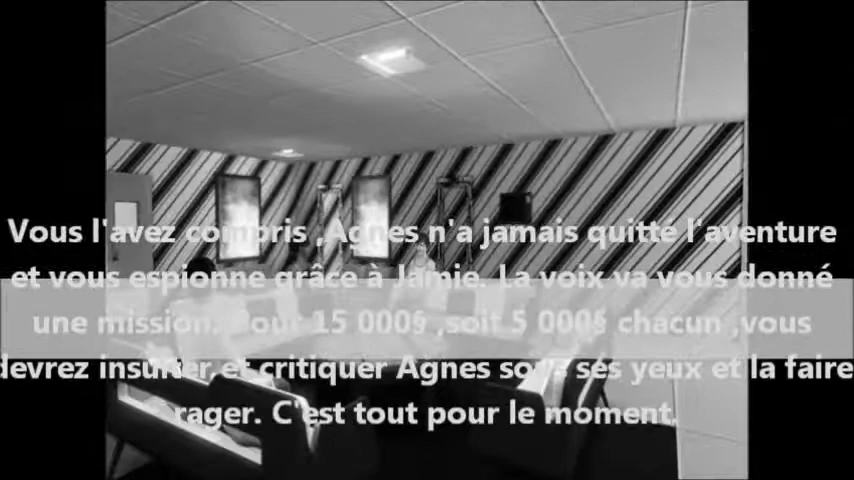 Vous l'avez compris ,Agnes n'a jamais quitté l'aventure
et vous espionne grâce à Jamie. La voix va vous donné
une mission. Pour 15 000§ ,soit 5 000§ chacun ,vous
devrez insulter et critiquer Agnes sous ses yeux et la faire
rager. C'est tout pour le moment.